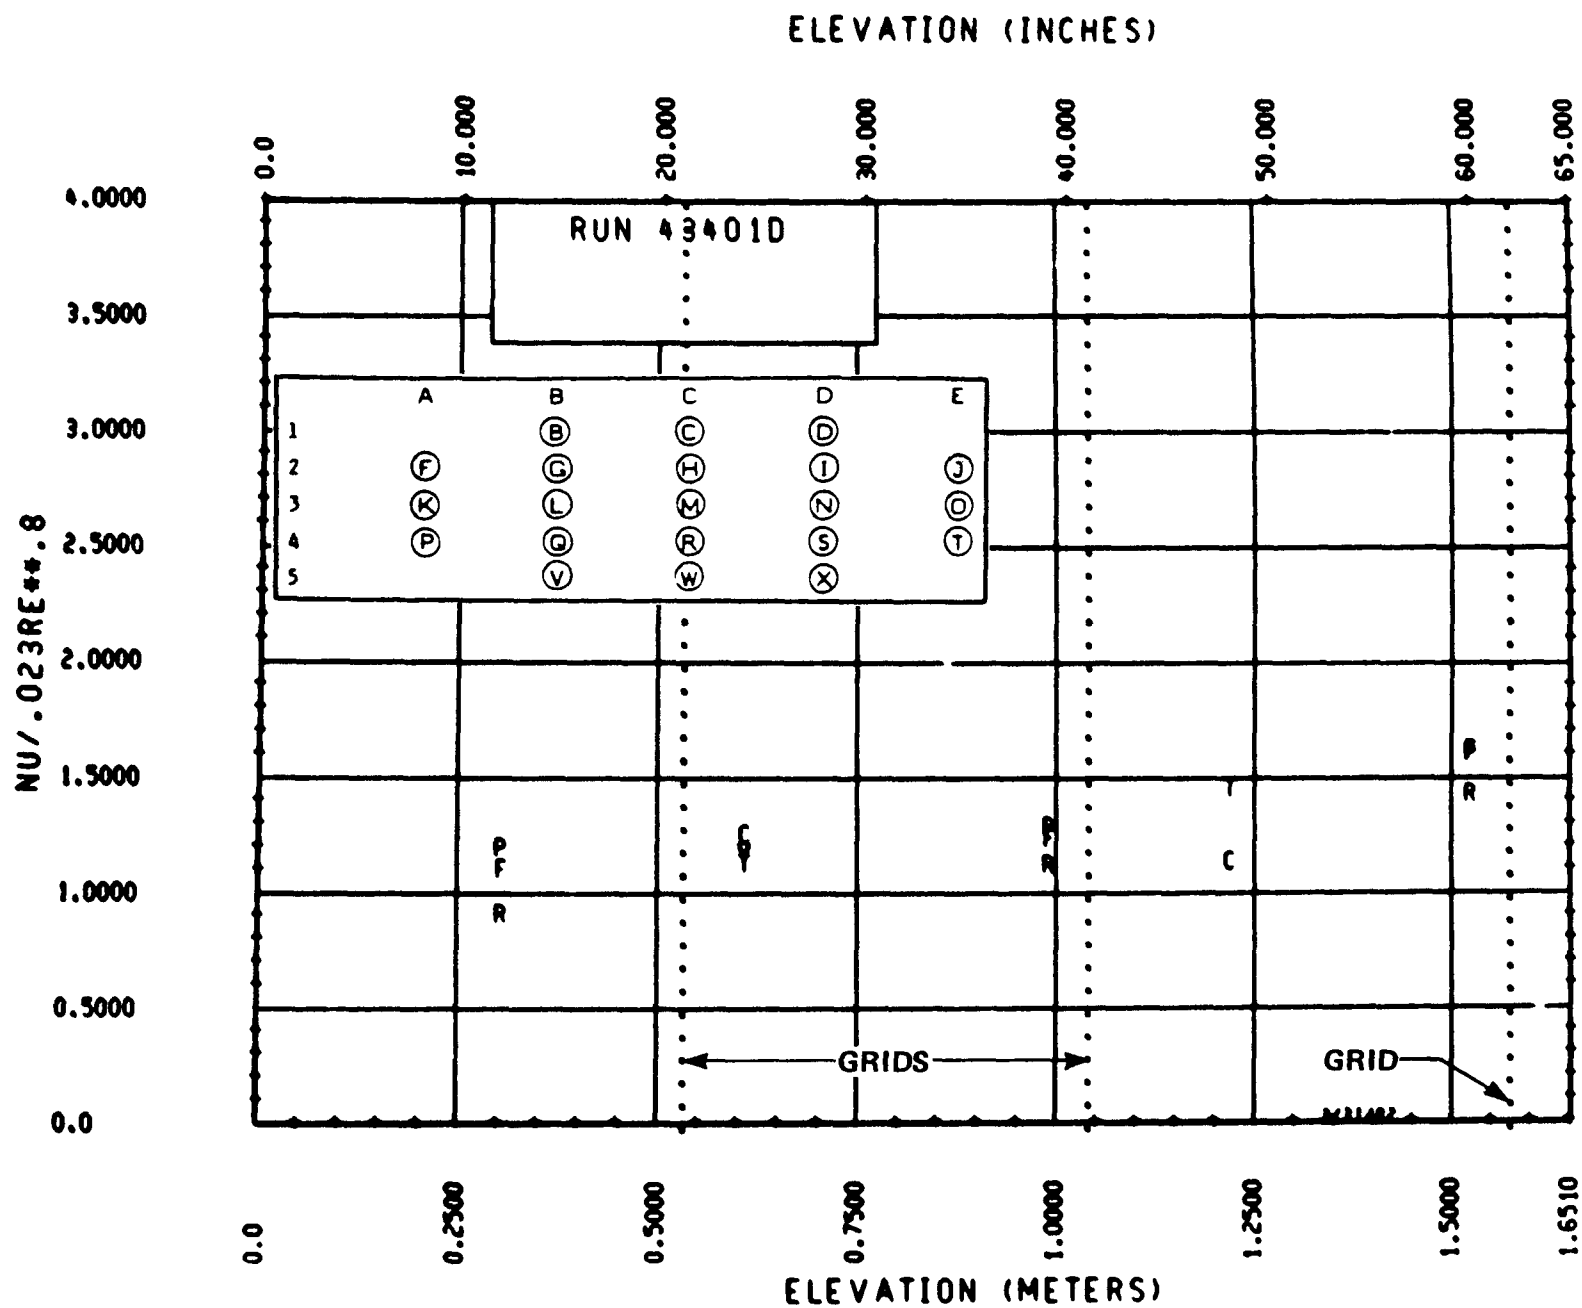 ELEVATION (INCHES)
0.0 10.000 20.000 30.000 40.000 50.000 60.000 65.000
4.0000
RUN 43401D
3.5000
A B C D E
1 B C D
3.0000
2 F G H I J
3 K L M N O
4 P Q R S T
2.5000
5 V W X
NU/.023RE**.8
2.0000
1.5000
R
P
F
C
C
1.0000
R
0.5000
GRIDS
GRID
0.0
0.0 0.2500 0.5000 0.7500 1.0000 1.2500 1.5000 1.6510
ELEVATION (METERS)